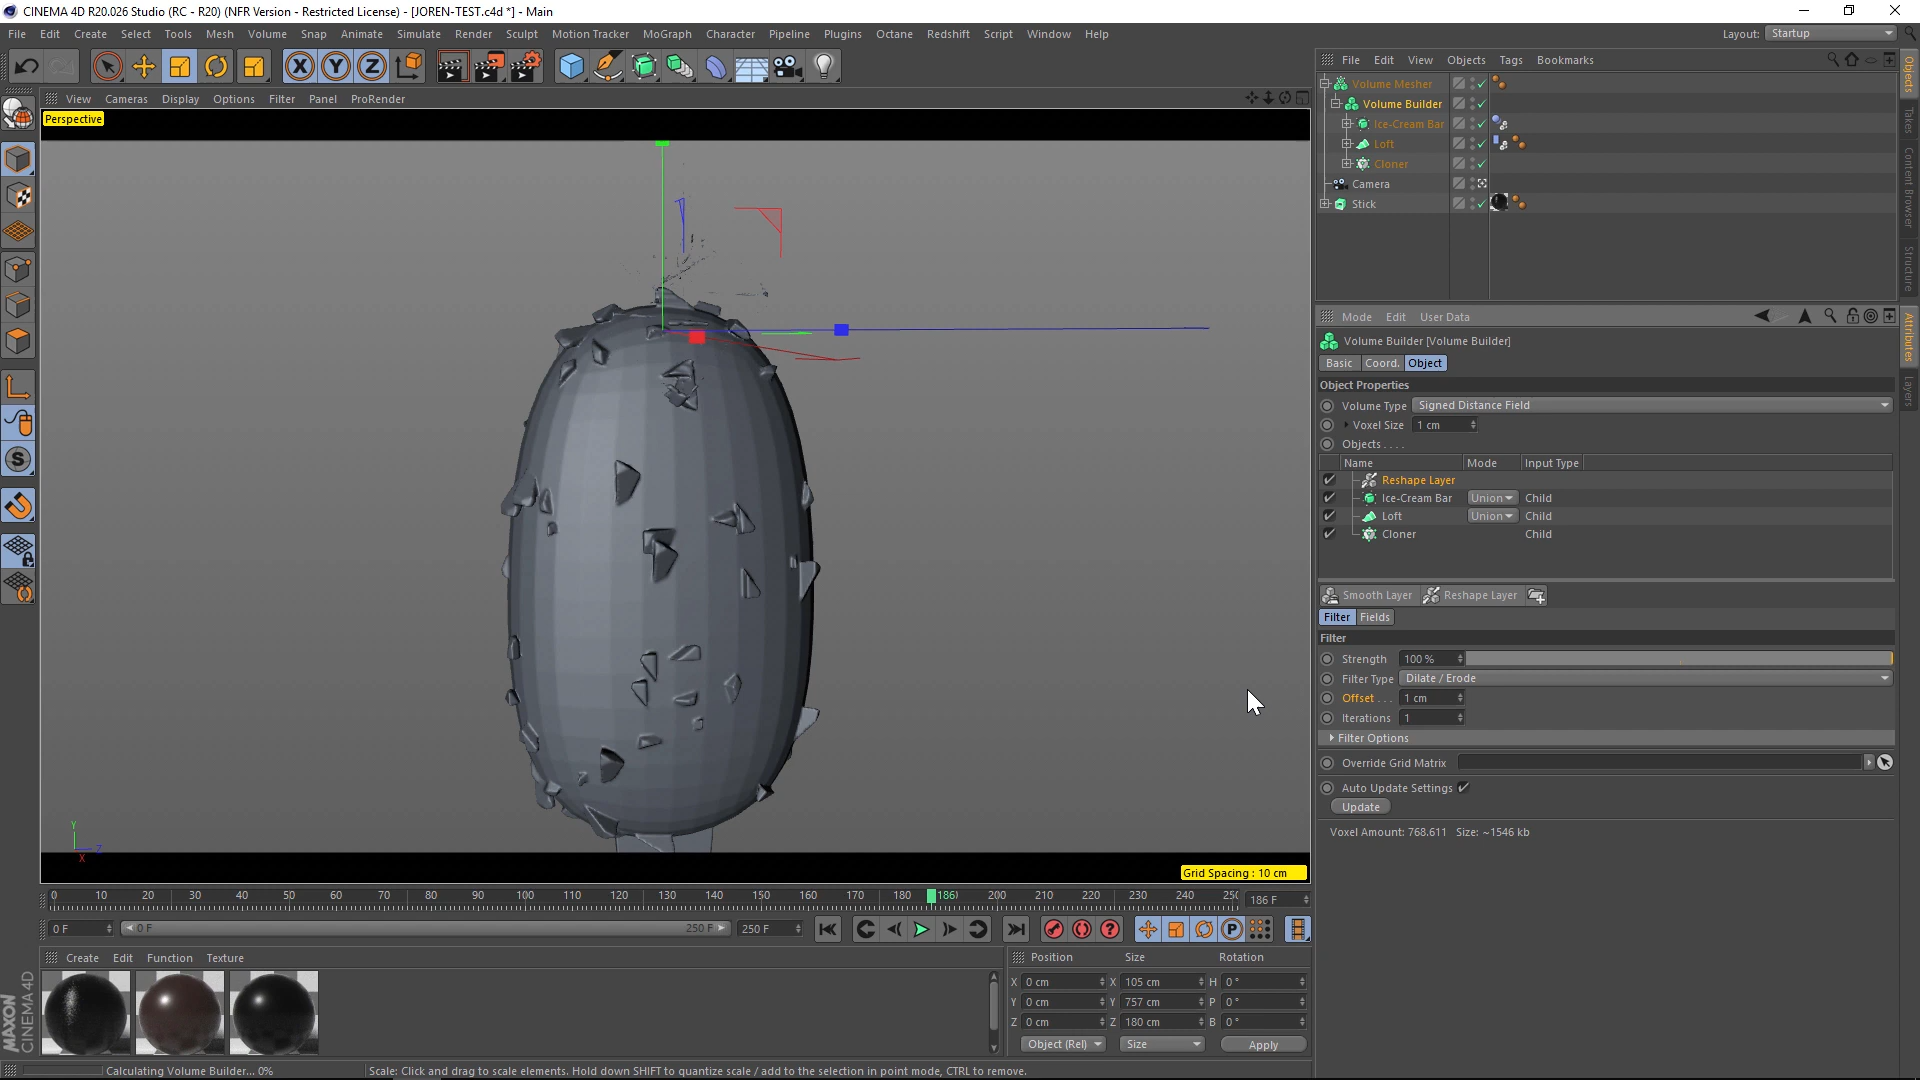 CINEMA 4D R20.026 Studio (RC - R20) (NFR Version - Restricted License) - [JOREN-TEST.c4d *] - Main
File Edit Create Select Tools Mesh Volume Snap Animate Simulate Render Sculpt Motion Tracker MoGraph Character Pipeline Plugins Octane Redshift Script Window Help
Layout: Startup
X Y Z
File Edit View Objects Tags Bookmarks
View Cameras Display Options Filter Panel ProRender
Perspective
Volume Mesher
Volume Builder
Ice-Cream Bar
Loft
Cloner
Camera
Stick
Objects
Takes
Content Browser
Structure
Attributes
Layers
Mode Edit User Data
Volume Builder [Volume Builder]
Basic Coord. Object
Object Properties
Volume Type Signed Distance Field
Voxel Size 1 cm
Objects . . . .
Name Mode Input Type
Reshape Layer
Ice-Cream Bar Union Child
Loft Union Child
Cloner Child
Smooth Layer Reshape Layer
Filter Fields
Filter
Strength 100 %
Filter Type Dilate / Erode
Offset . . . 1 cm
Iterations 1
Filter Options
Override Grid Matrix
Auto Update Settings
Update
Voxel Amount: 768.611 Size: ~1546 kb
Y
Z
X
Grid Spacing : 10 cm
0 10 20 30 40 50 60 70 80 90 100 110 120 130 140 150 160 170 180 186 200 210 220 230 240 250 186 F
0 F 0 F 250 F 250 F
P
Create Edit Function Texture
Position Size Rotation
X 0 cm X 105 cm H 0 °
Y 0 cm Y 757 cm P 0 °
Z 0 cm Z 180 cm B 0 °
Object (Rel) Size Apply
MAXON
CINEMA 4D
Calculating Volume Builder... 0%
Scale: Click and drag to scale elements. Hold down SHIFT to quantize scale / add to the selection in point mode, CTRL to remove.